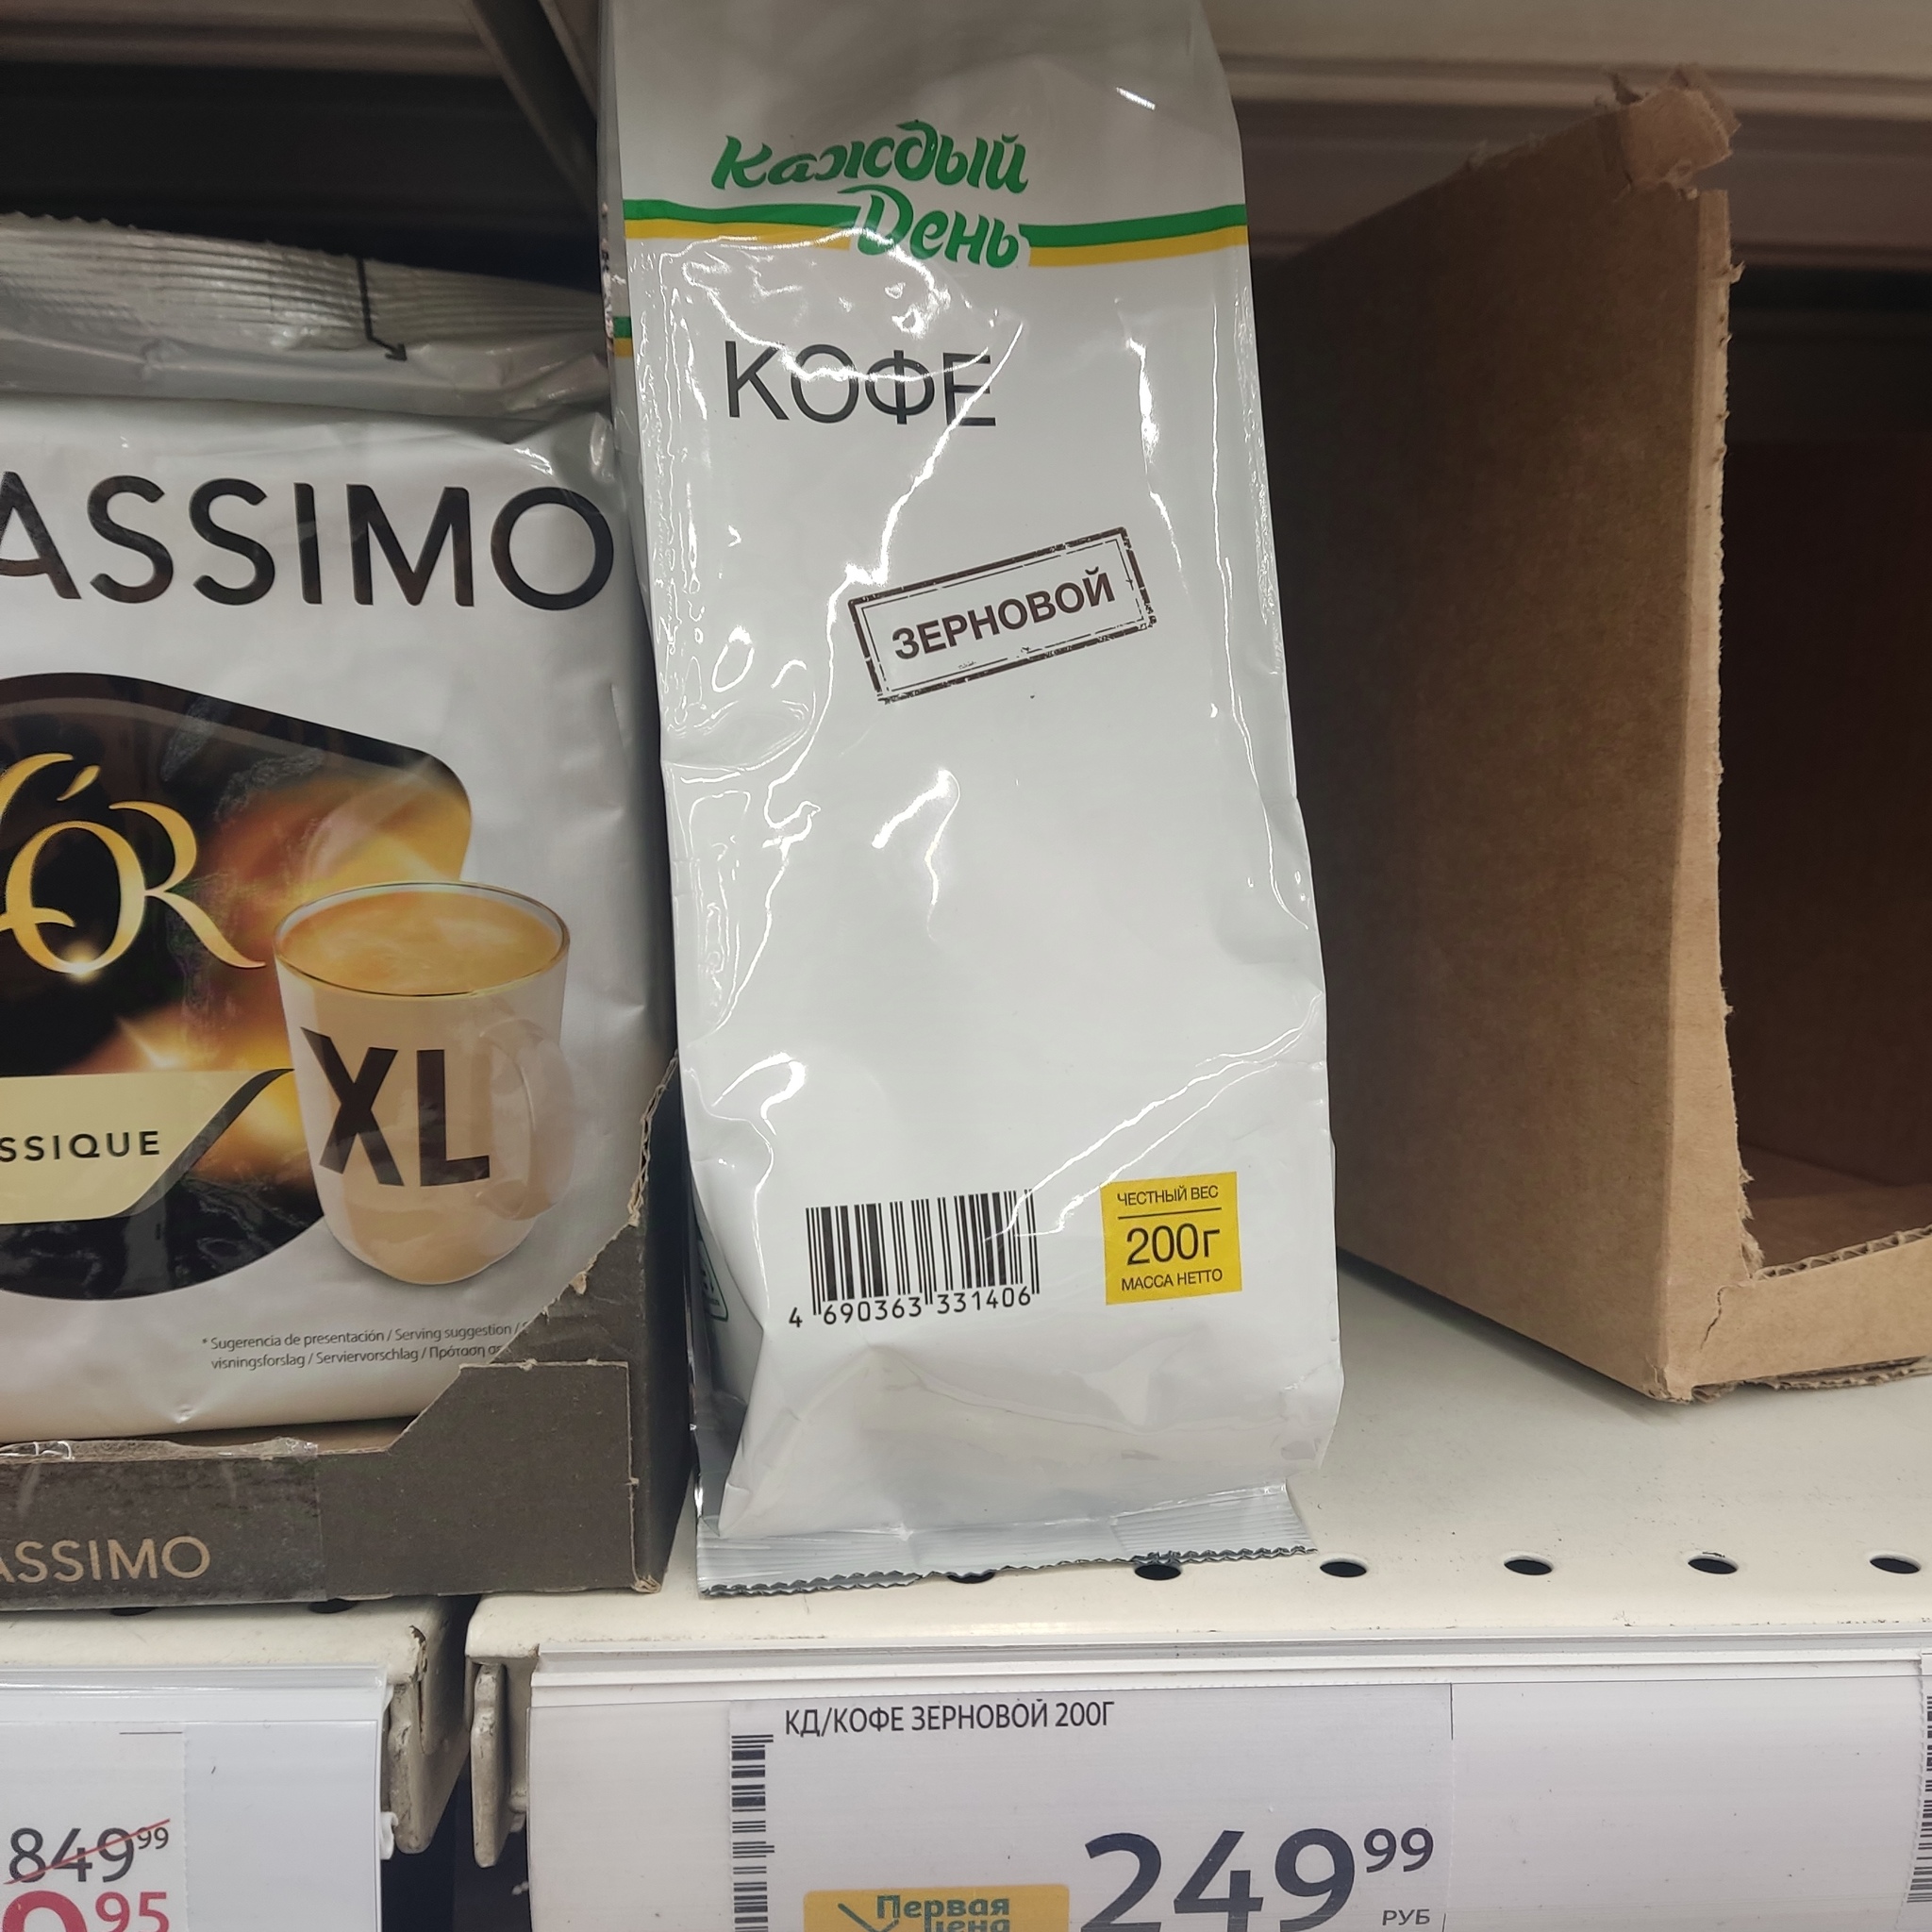 Каждый
День
КОФЕ
ЗЕРНОВОЙ
ЧЕСТНЫЙ ВЕС
200г
МАССА НЕТТО
4 690363 331406
ASSIMO
L'OR
SSIQUE
XL
* Sugerencia de presentación / Serving suggestion /
visningsforslag / Serviervorschlag / Πρόταση
ASSIMO
849 99
95
КД/КОФЕ ЗЕРНОВОЙ 200Г
249 99
РУБ
Первая
цена